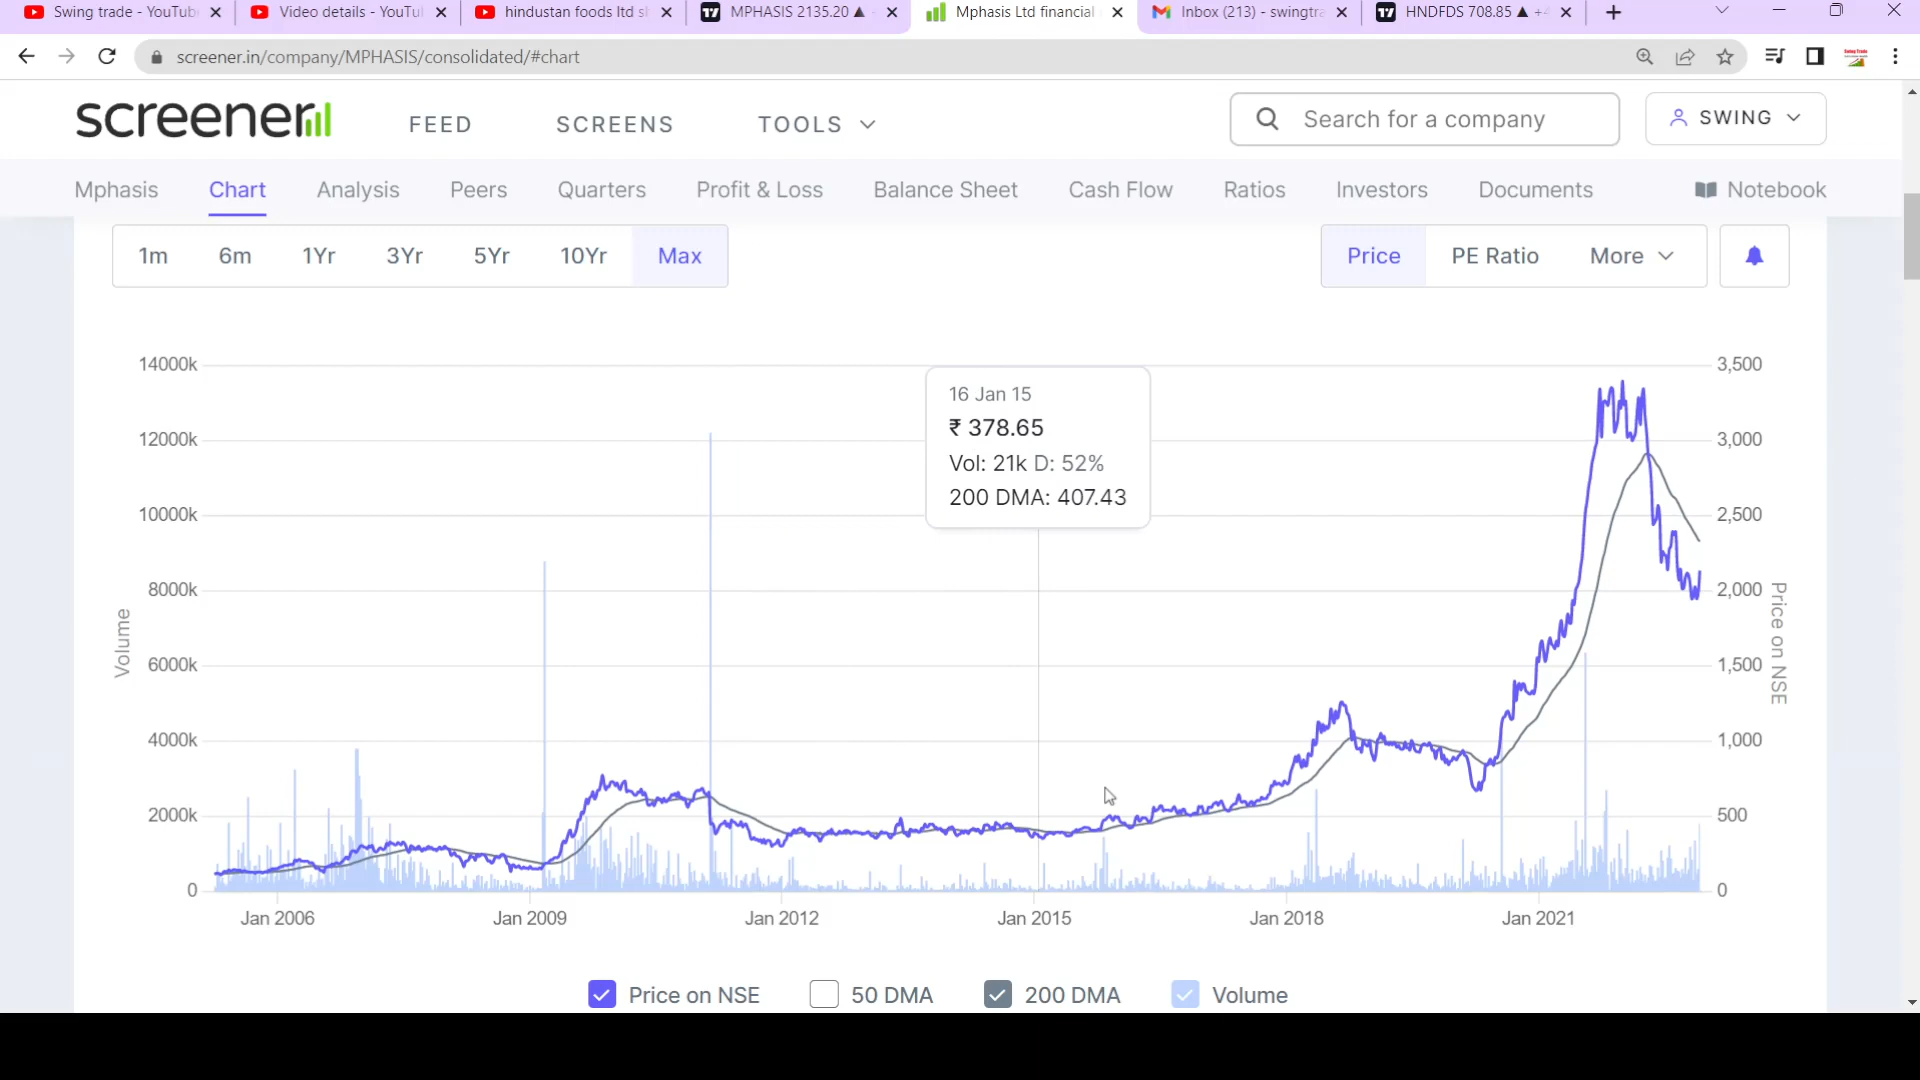 Swing trade - YouTub
Video details - YouTu
hindustan foods ltd s
MPHASIS 2135.20 ▲
Mphasis Ltd financial
Inbox (213) - swingtra
HNDFDS 708.85 ▲ +
screener.in/company/MPHASIS/consolidated/#chart
screener
FEED
SCREENS
TOOLS
Search for a company
SWING
Mphasis
Chart
Analysis
Peers
Quarters
Profit & Loss
Balance Sheet
Cash Flow
Ratios
Investors
Documents
Notebook
1m
6m
1Yr
3Yr
5Yr
10Yr
Max
Price
PE Ratio
More
14000k
12000k
10000k
8000k
6000k
4000k
2000k
0
Volume
16 Jan 15
₹ 378.65
Vol: 21k D: 52%
200 DMA: 407.43
3,500
3,000
2,500
2,000
1,500
1,000
500
0
Price on NSE
Jan 2006
Jan 2009
Jan 2012
Jan 2015
Jan 2018
Jan 2021
Price on NSE
50 DMA
200 DMA
Volume